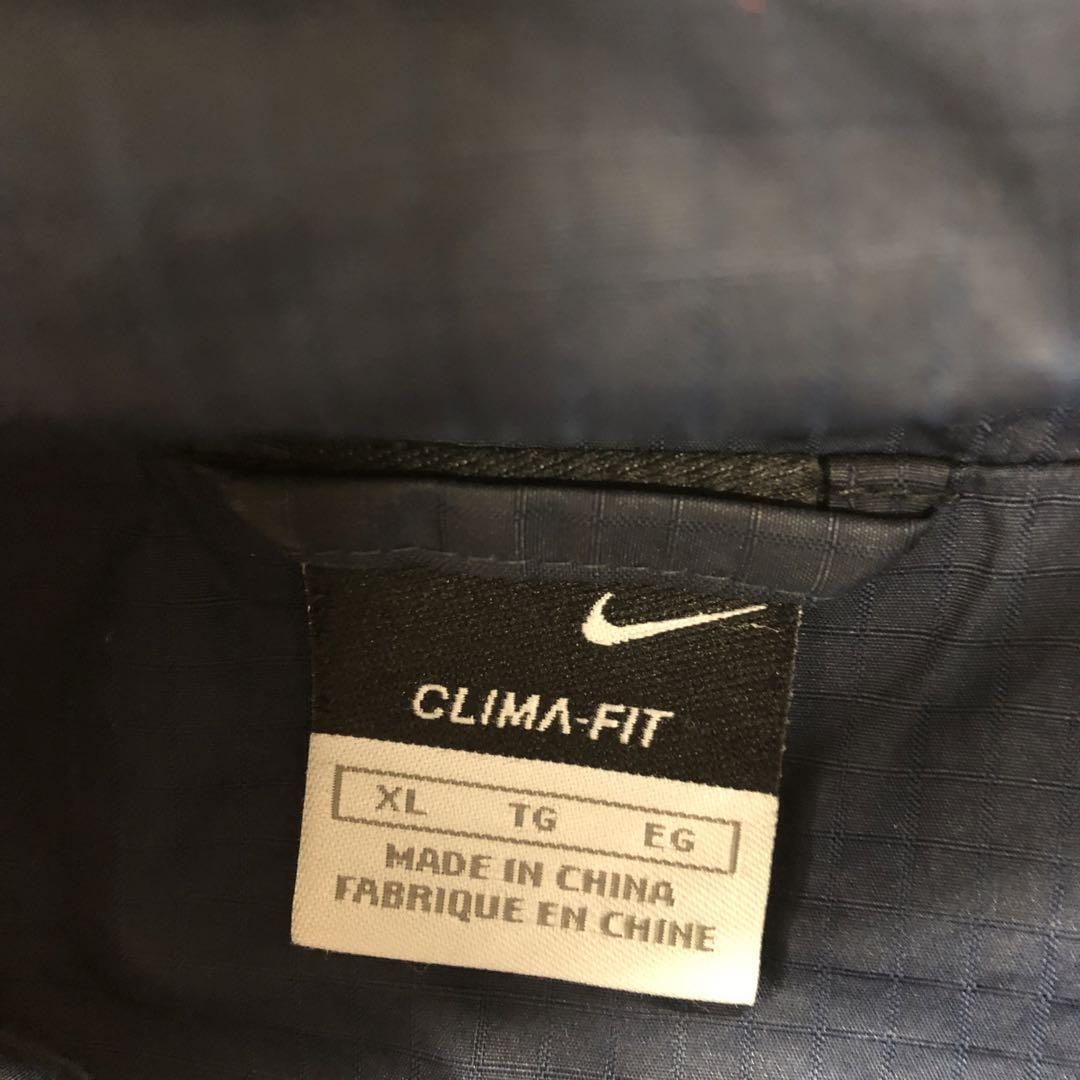 CLIMA-FIT
XL TG EG
MADE IN CHINA
FABRIQUE EN CHINE